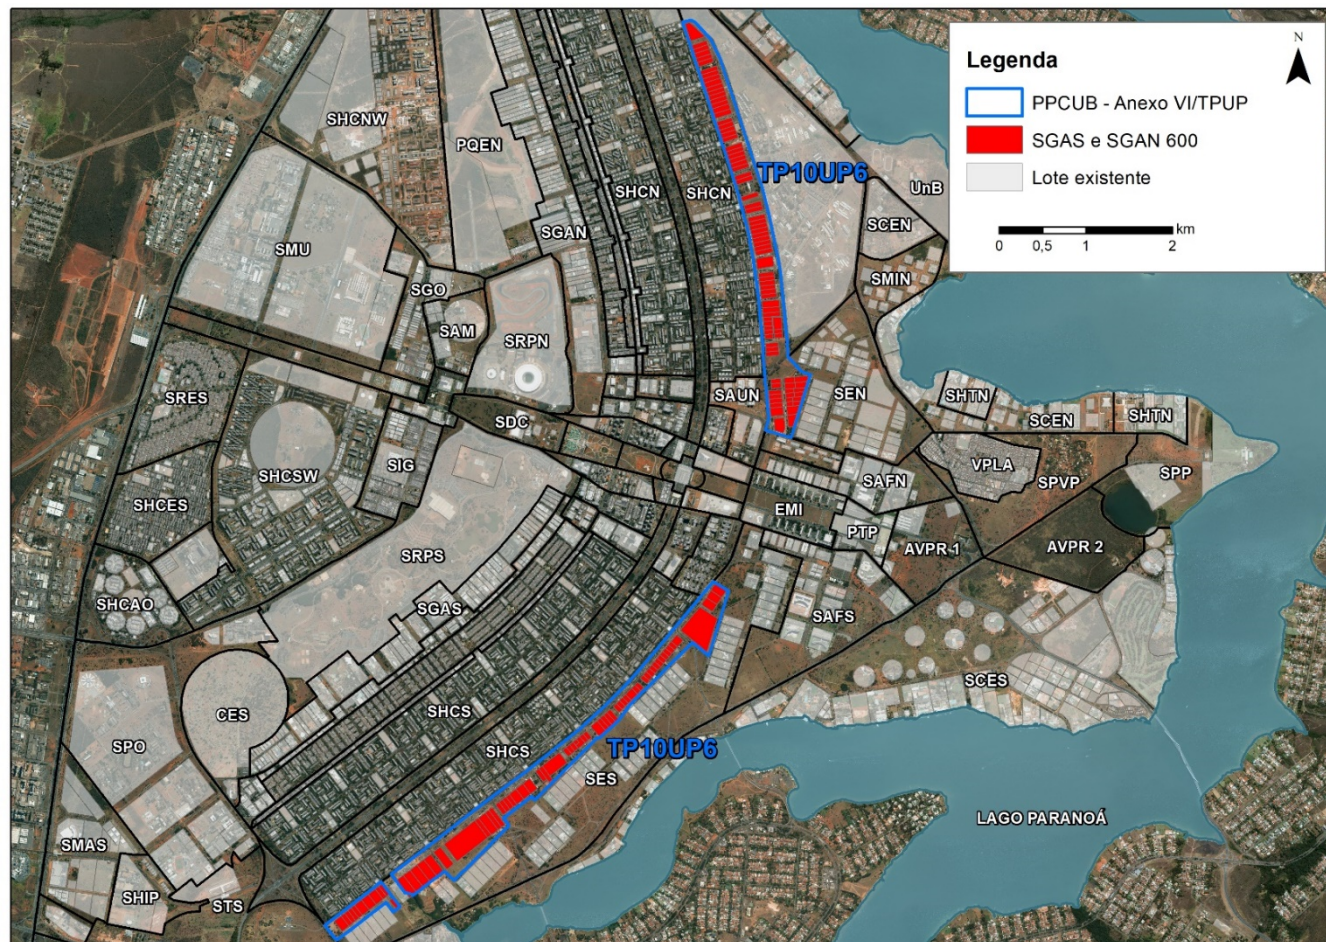 Legenda
N
PPCUB - Anexo VI/TPUP
SGAS e SGAN 600
Lote existente
km
0 0,5 1 2
SHCNW
PQEN
TP10UP6
UnB
SHCN
SHCN
SCEN
SGAN
SMU
SMIN
SGO
SAM
SRPN
SRES
SAUN
SEN
SHTN
SCEN
SHTN
SDC
SHCSW
SIG
VPLA
SPVP
SPP
SAFN
SHCES
EMI
PTP
AVPR 1
AVPR 2
SRPS
SHCAO
SGAS
SAFS
SCES
CES
SHCS
SPO
SHCS
TP10UP6
SES
LAGO PARANOÁ
SMAS
SHIP
STS